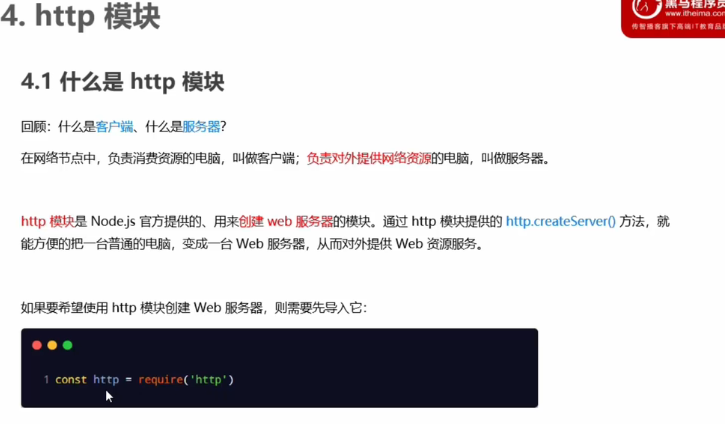 4. http 模块
黑马程序员
www.itheima.com
传智播客旗下高端IT教育品牌
4.1 什么是 http 模块
回顾：什么是客户端、什么是服务器？
在网络节点中，负责消费资源的电脑，叫做客户端；负责对外提供网络资源的电脑，叫做服务器。
http 模块是 Node.js 官方提供的、用来创建 web 服务器的模块。通过 http 模块提供的 http.createServer() 方法，就
能方便的把一台普通的电脑，变成一台 Web 服务器，从而对外提供 Web 资源服务。
如果要希望使用 http 模块创建 Web 服务器，则需要先导入它：
1 const http = require('http')